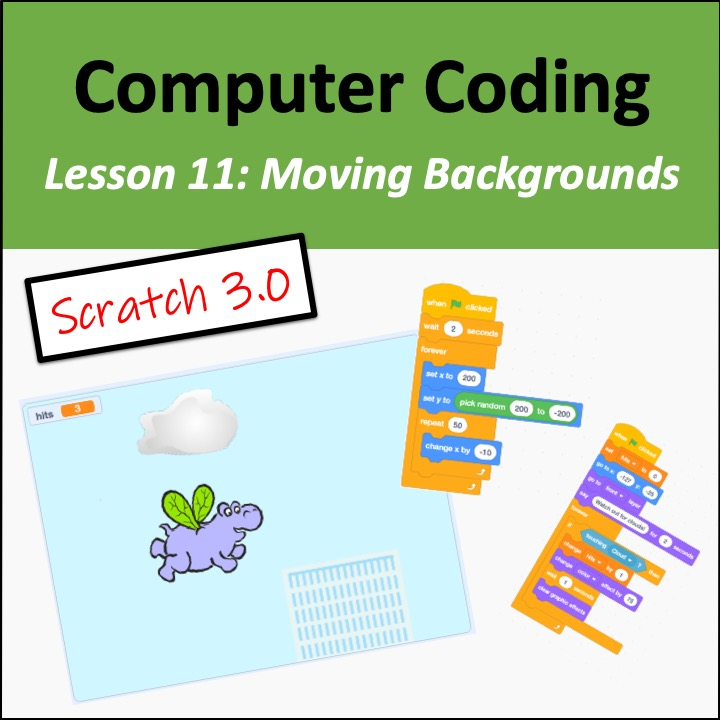 Computer Coding
Lesson 11: Moving Backgrounds
Scratch 3.0
hits 3
when clicked
wait 2 seconds
forever
set x to 200
set y to pick random 200 to -200
repeat 50
change x by -10
when clicked
set hits to 0
go to x: -127 y: -25
go to front layer
say Watch out for clouds! for 2 seconds
forever
if touching Cloud ? then
change hits by 1
change color effect by 25
wait 1 seconds
clear graphic effects